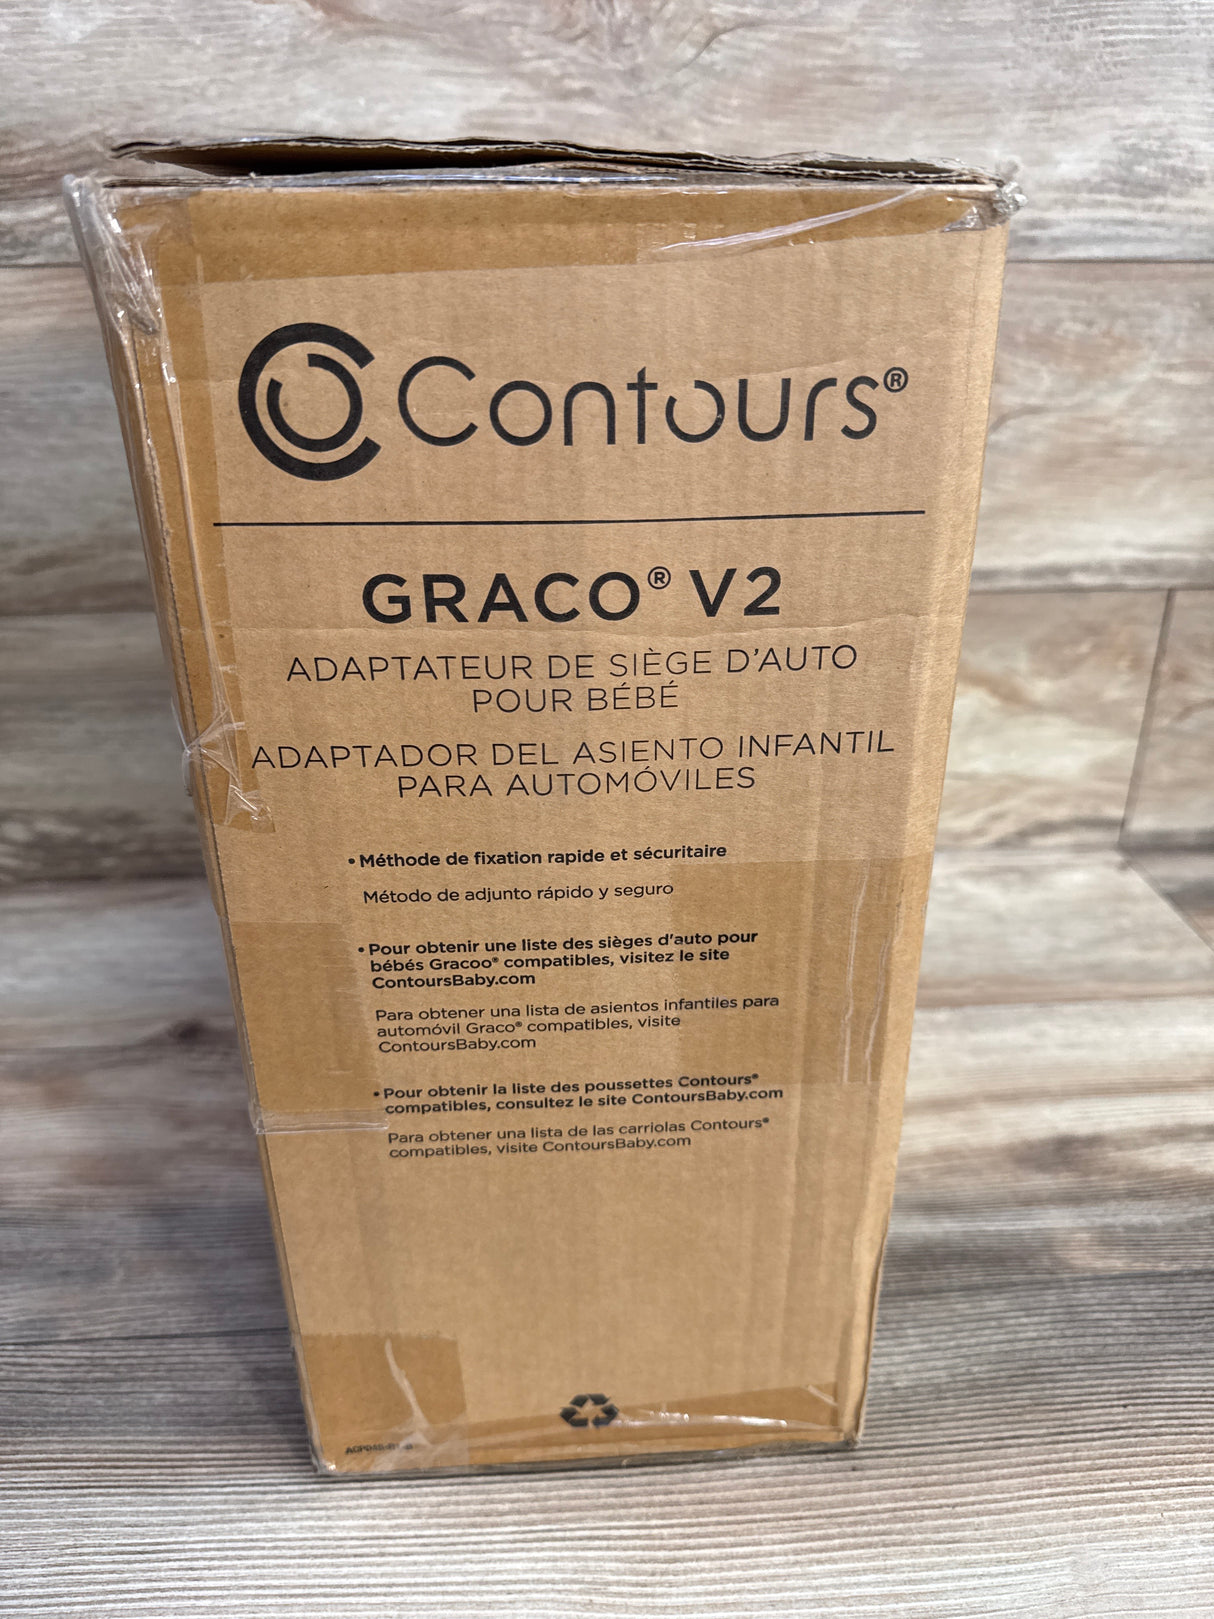 Contours®
GRACO® V2
ADAPTATEUR DE SIÈGE D'AUTO
POUR BÉBÉ
ADAPTADOR DEL ASIENTO INFANTIL
PARA AUTOMÓVILES
• Méthode de fixation rapide et sécuritaire
Método de adjunto rápido y seguro
• Pour obtenir une liste des sièges d'auto pour
bébés Gracoo® compatibles, visitez le site
ContoursBaby.com
Para obtener una lista de asientos infantiles para
automóvil Graco® compatibles, visite
ContoursBaby.com
• Pour obtenir la liste des poussettes Contours®
compatibles, consultez le site ContoursBaby.com
Para obtener una lista de las carriolas Contours®
compatibles, visite ContoursBaby.com